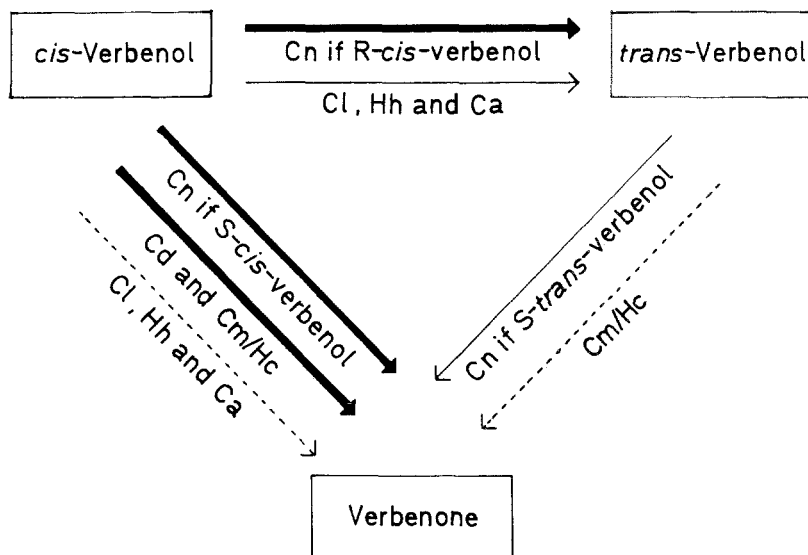 cis-Verbenol
Cn if R-cis-verbenol
Cl, Hh and Ca
trans-Verbenol
Cn if S-cis-verbenol
Cd and Cm/Hc
Cl, Hh and Ca
Cn if S-trans-verbenol
Cm/Hc
Verbenone